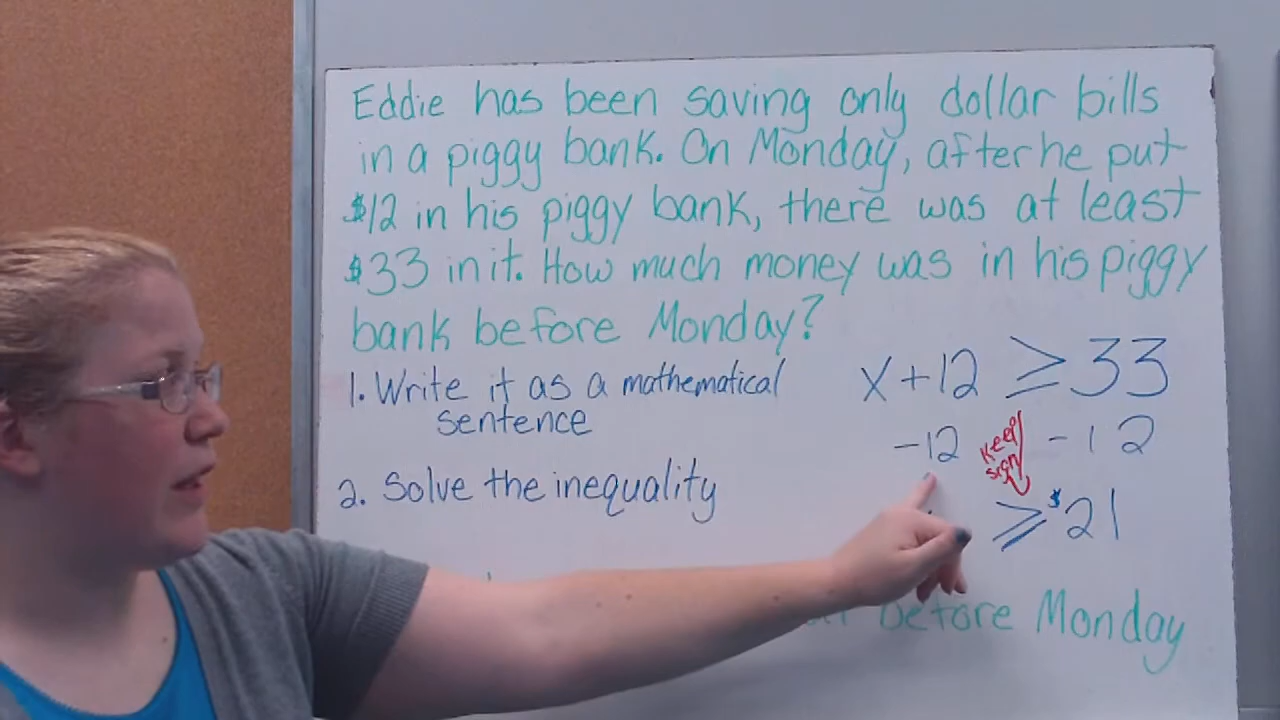 Eddie has been saving only dollar bills
in a piggy bank. On Monday, after he put
$12 in his piggy bank, there was at least
$33 in it. How much money was in his piggy
bank before Monday?
1. Write it as a mathematical
sentence
x + 12 ≥ 33
-12 keep sign -12
2. Solve the inequality
≥ $21
before Monday